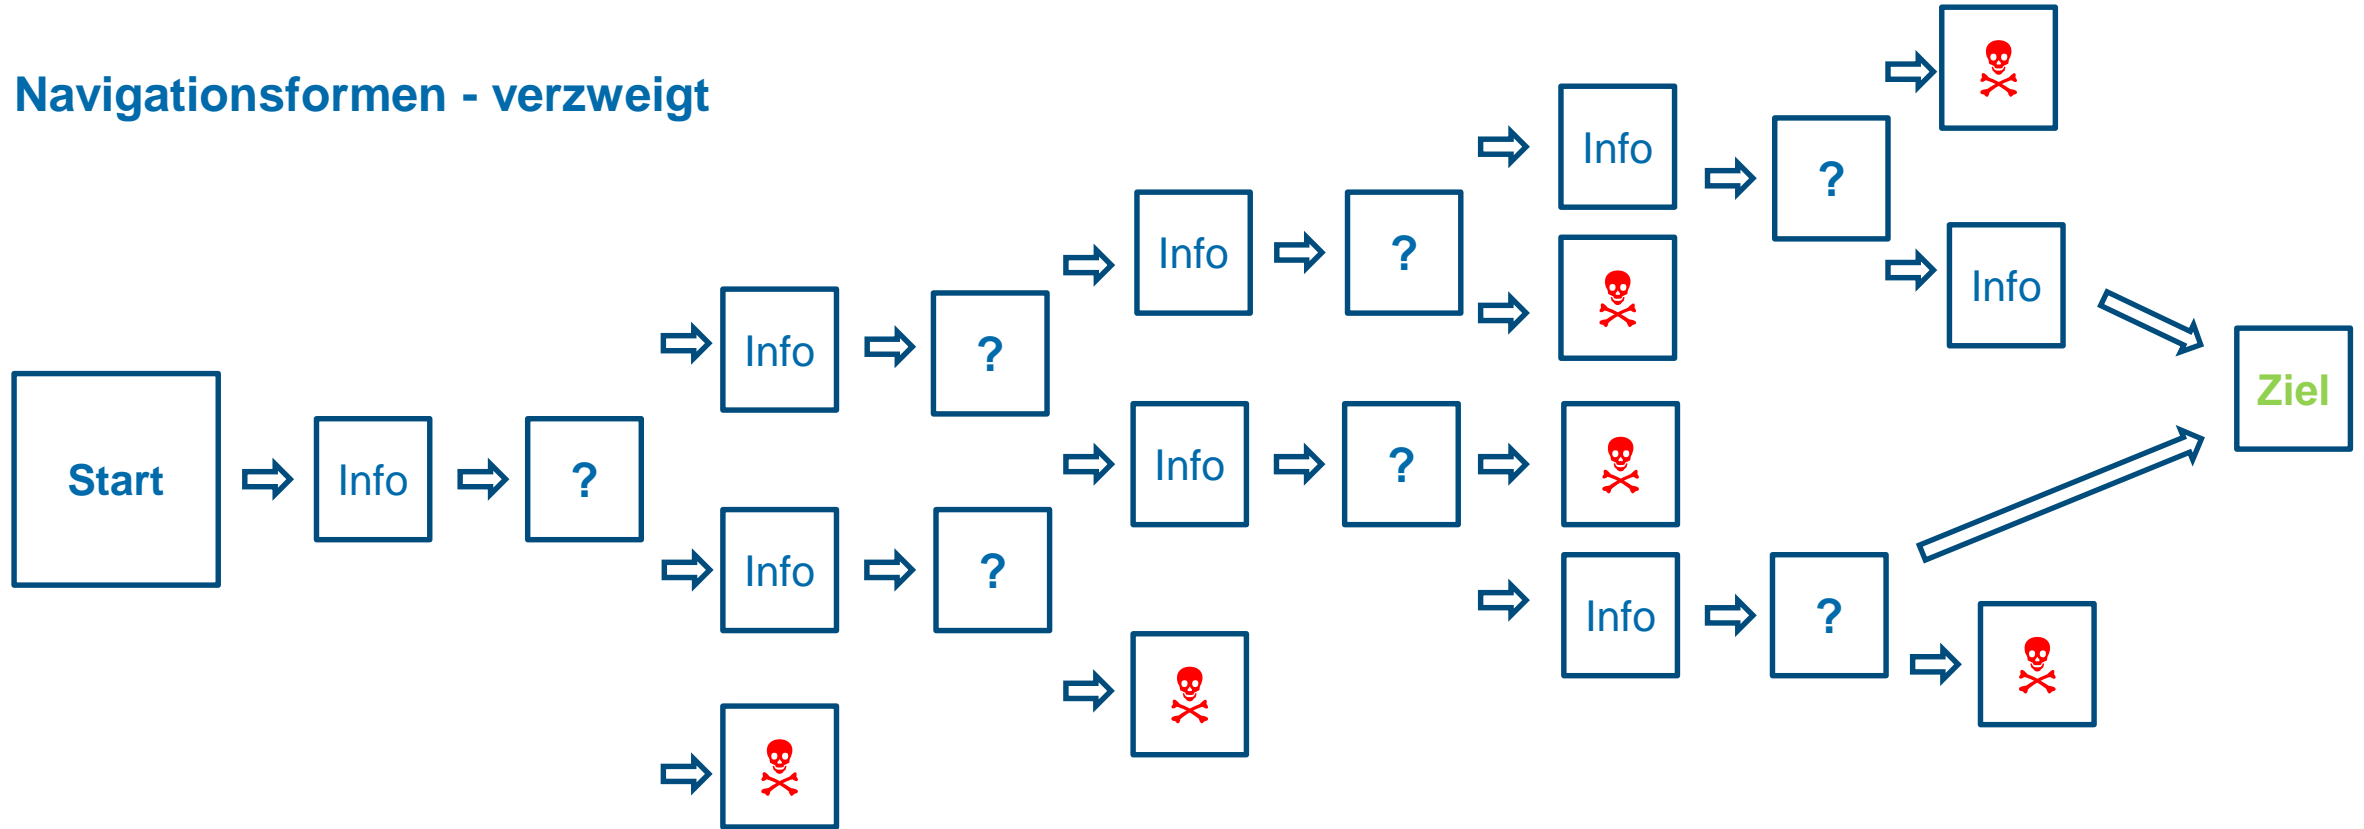 Navigationsformen - verzweigt
Start
Info
?
Info
?
Info
?
Info
?
Info
?
Info
?
Info
Info
?
Ziel